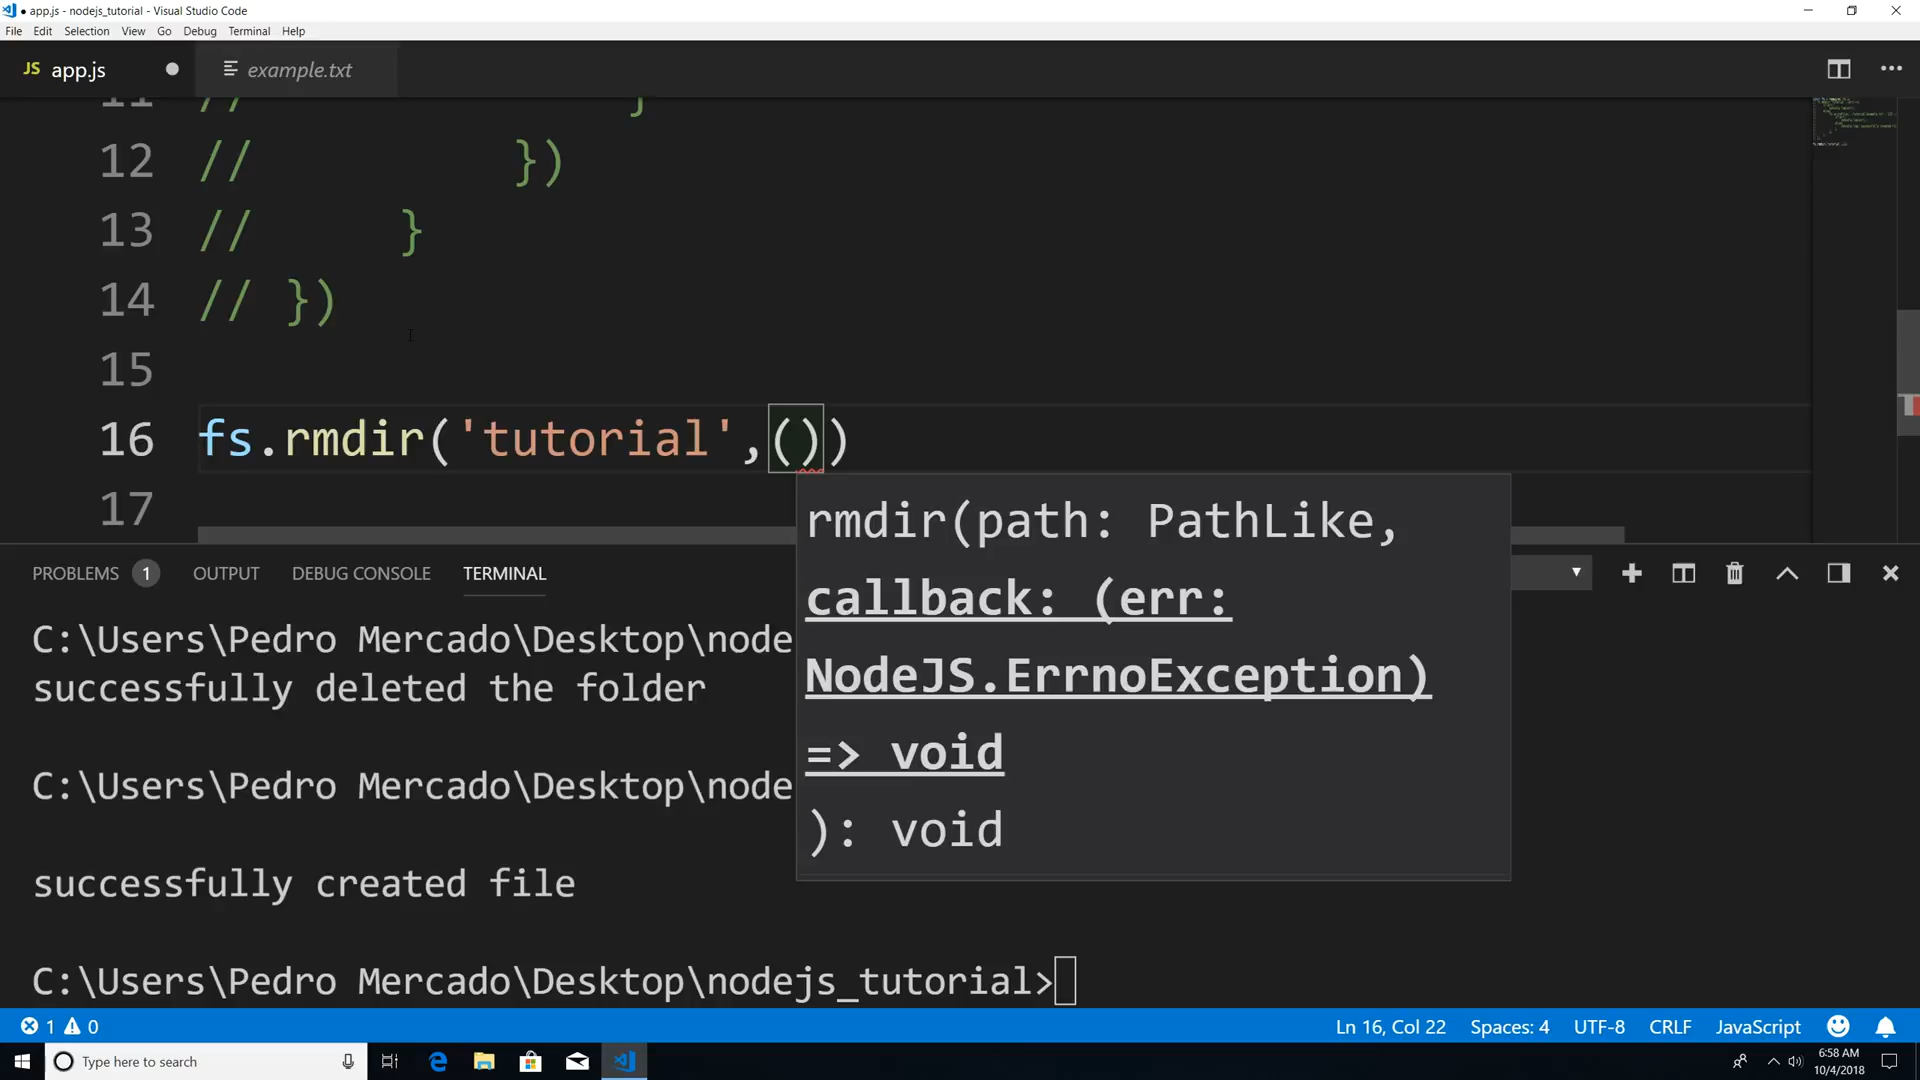 app.js - nodejs_tutorial - Visual Studio Code
File Edit Selection View Go Debug Terminal Help
JS app.js example.txt
11 // }
12 // })
13 // }
14 // })
15
16 fs.rmdir('tutorial',())
17
rmdir(path: PathLike,
callback: (err:
NodeJS.ErrnoException)
=> void
): void
PROBLEMS 1 OUTPUT DEBUG CONSOLE TERMINAL
C:\Users\Pedro Mercado\Desktop\node
successfully deleted the folder
C:\Users\Pedro Mercado\Desktop\node
successfully created file
C:\Users\Pedro Mercado\Desktop\nodejs_tutorial>
1 0 Ln 16, Col 22 Spaces: 4 UTF-8 CRLF JavaScript
Type here to search
6:58 AM
10/4/2018